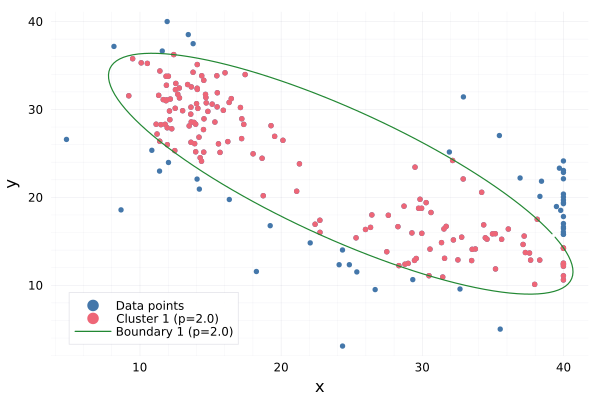 40
30
20
10
y
Data points
Cluster 1 (p=2.0)
Boundary 1 (p=2.0)
10 20 30 40
x